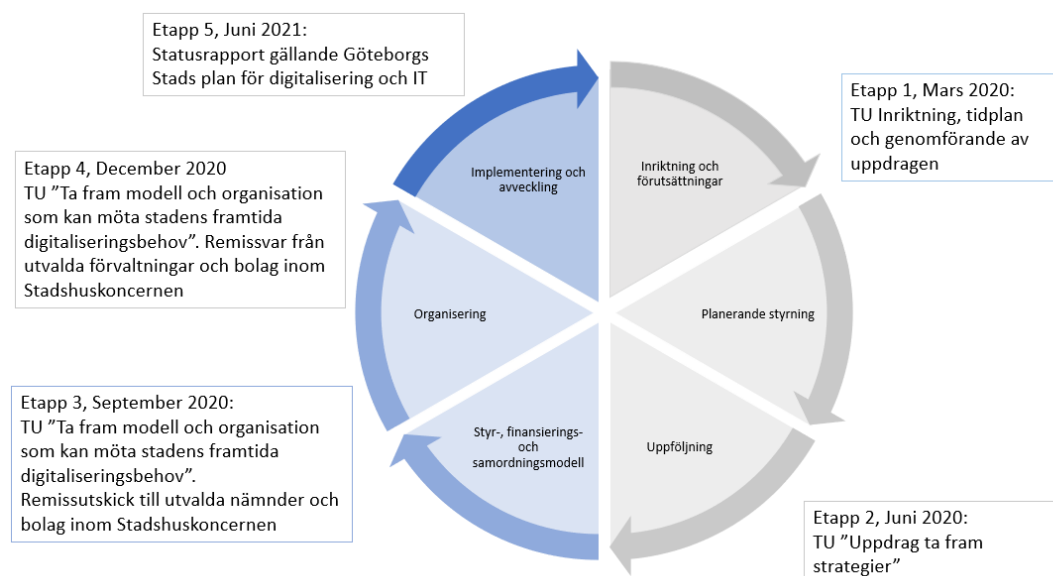 Etapp 5, Juni 2021:
Statusrapport gällande Göteborgs
Stads plan för digitalisering och IT
Etapp 1, Mars 2020:
TU Inriktning, tidplan
och genomförande av
uppdragen
Etapp 4, December 2020
TU ”Ta fram modell och organisation
som kan möta stadens framtida
digitaliseringsbehov”. Remissvar från
utvalda förvaltningar och bolag inom
Stadshuskoncernen
Implementering och
avveckling
Inriktning och
förutsättningar
Organisering
Planerande styrning
Etapp 3, September 2020:
TU ”Ta fram modell och organisation
som kan möta stadens framtida
digitaliseringsbehov”.
Remissutskick till utvalda nämnder och
bolag inom Stadshuskoncernen
Styr-, finansierings-
och
samordningsmodell
Uppföljning
Etapp 2, Juni 2020:
TU ”Uppdrag ta fram
strategier”